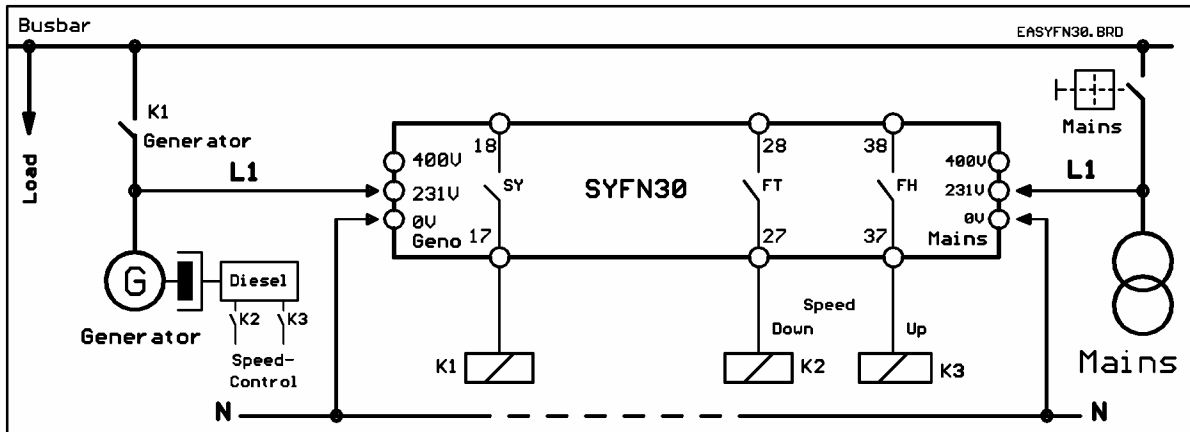 Busbar
EASYFN30.BRD
K1
Generator
Load
L1
400V
231V
0V
Geno
18
SY
17
SYFN30
28
FT
27
38
FH
37
400V
231V
0V
Mains
L1
Mains
G
Generator
Diesel
K2
K3
Speed-
Control
Speed
Down
Up
K1
K2
K3
Mains
N
N